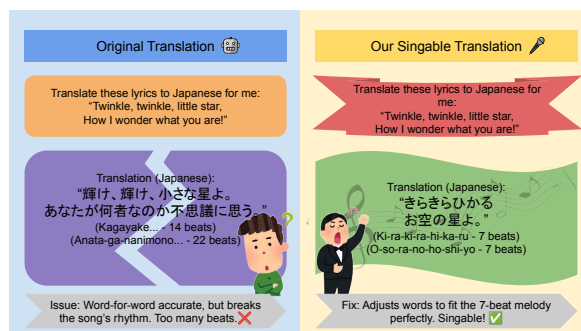 Original Translation 🤖
Translate these lyrics to Japanese for me:
“Twinkle, twinkle, little star,
How I wonder what you are!”
Translation (Japanese):
“輝け、輝け、小さな星よ。
あなたが何者なのか不思議に思う。”
(Kagayake... - 14 beats)
(Anata-ga-nanimono... - 22 beats)
Issue: Word-for-word accurate, but breaks
the song’s rhythm. Too many beats.❌
Our Singable Translation 🎤
Translate these lyrics to Japanese for
me:
“Twinkle, twinkle, little star,
How I wonder what you are!”
Translation (Japanese):
“きらきらひかる
お空の星よ。”
(Ki-ra-ki-ra-hi-ka-ru - 7 beats)
(O-so-ra-no-ho-shi-yo - 7 beats)
Fix: Adjusts words to fit the 7-beat melody
perfectly. Singable! ✅